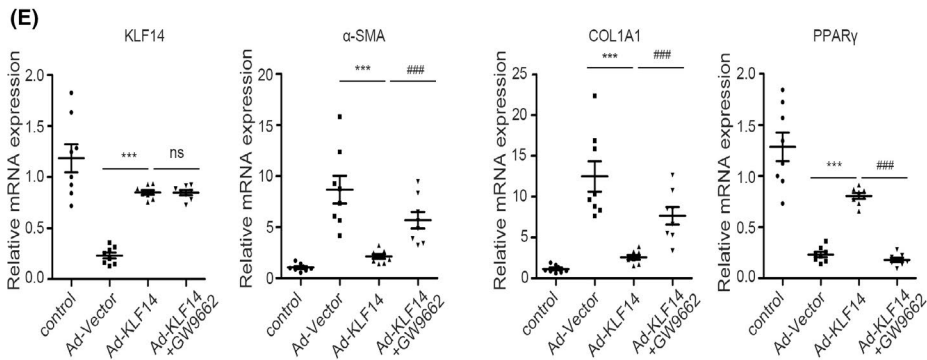 (E)
KLF14
Relative mRNA expression
2.0
1.5
1.0
0.5
0.0
***
ns
control
Ad-Vector
Ad-KLF14
Ad-KLF14
+GW9662
α-SMA
Relative mRNA expression
20
15
10
5
0
***
###
control
Ad-Vector
Ad-KLF14
Ad-KLF14
+GW9662
COL1A1
Relative mRNA expression
25
20
15
10
5
0
***
###
control
Ad-Vector
Ad-KLF14
Ad-KLF14
+GW9662
PPARγ
Relative mRNA expression
2.0
1.5
1.0
0.5
0.0
***
###
control
Ad-Vector
Ad-KLF14
Ad-KLF14
+GW9662